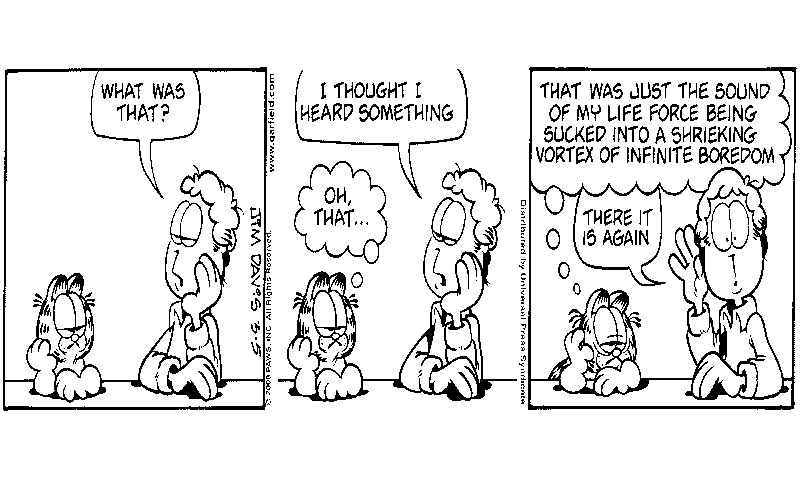 WHAT WAS
THAT?
JIM DAVIS 3-5
© 2000 PAWS, INC. All Rights Reserved.
www.garfield.com
I THOUGHT I
HEARD SOMETHING
OH,
THAT...
Distributed by Universal Press Syndicate
THAT WAS JUST THE SOUND
OF MY LIFE FORCE BEING
SUCKED INTO A SHRIEKING
VORTEX OF INFINITE BOREDOM
THERE IT
IS AGAIN